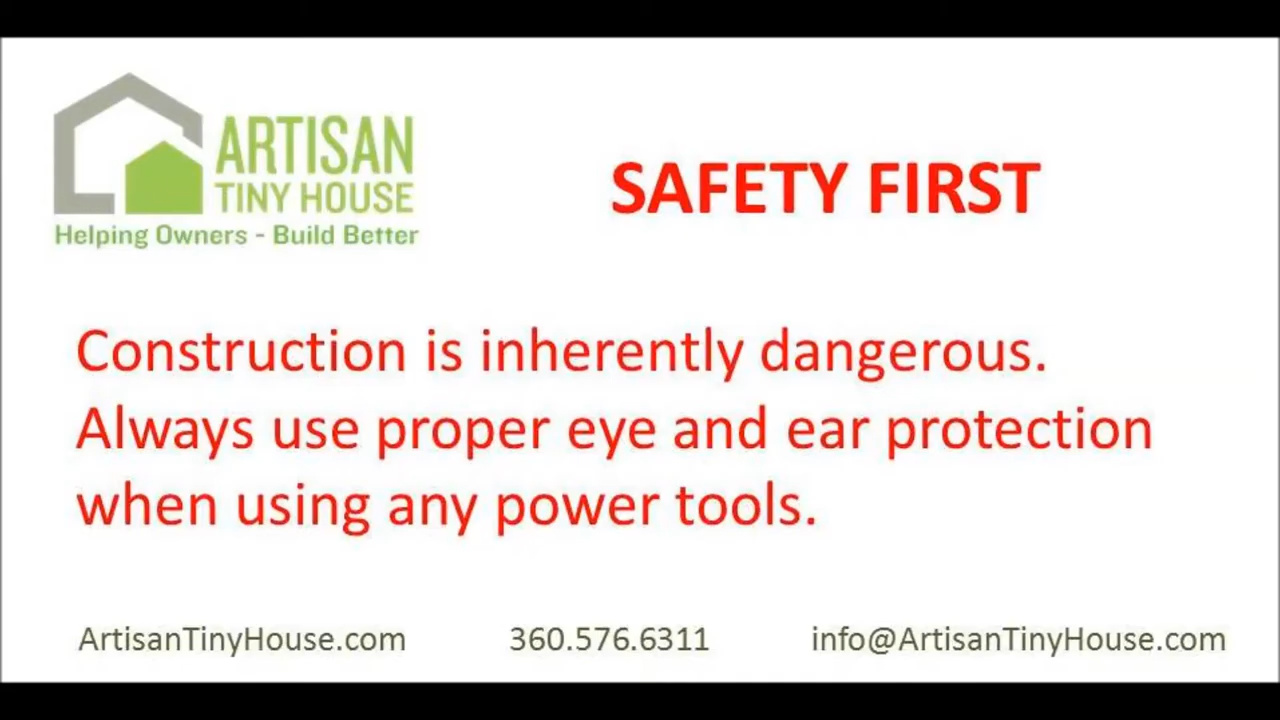 ARTISAN
TINY HOUSE
Helping Owners - Build Better
SAFETY FIRST
Construction is inherently dangerous.
Always use proper eye and ear protection
when using any power tools.
ArtisanTinyHouse.com 360.576.6311 info@ArtisanTinyHouse.com